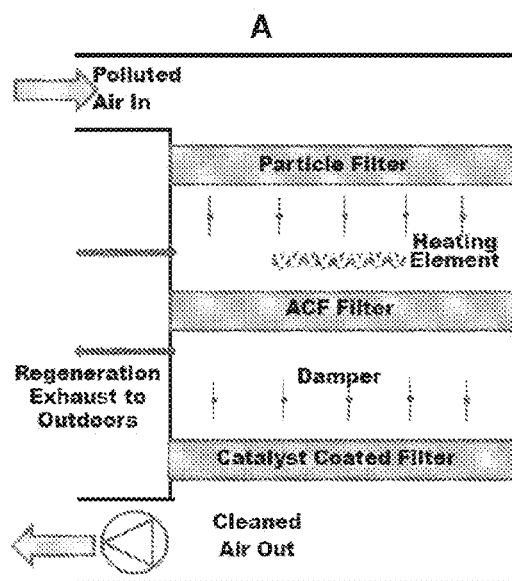 A
Polluted
Air In
Particle Filter
Heating
Element
ACF Filter
Regeneration
Exhaust to
Outdoors
Damper
Catalyst Coated Filter
Cleaned
Air Out